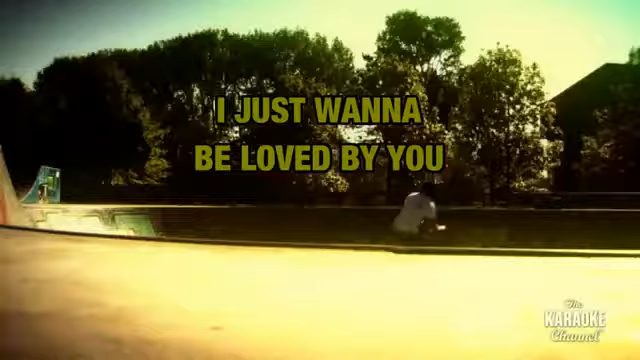 I JUST WANNA
BE LOVED BY YOU
The
KARAOKE
Channel